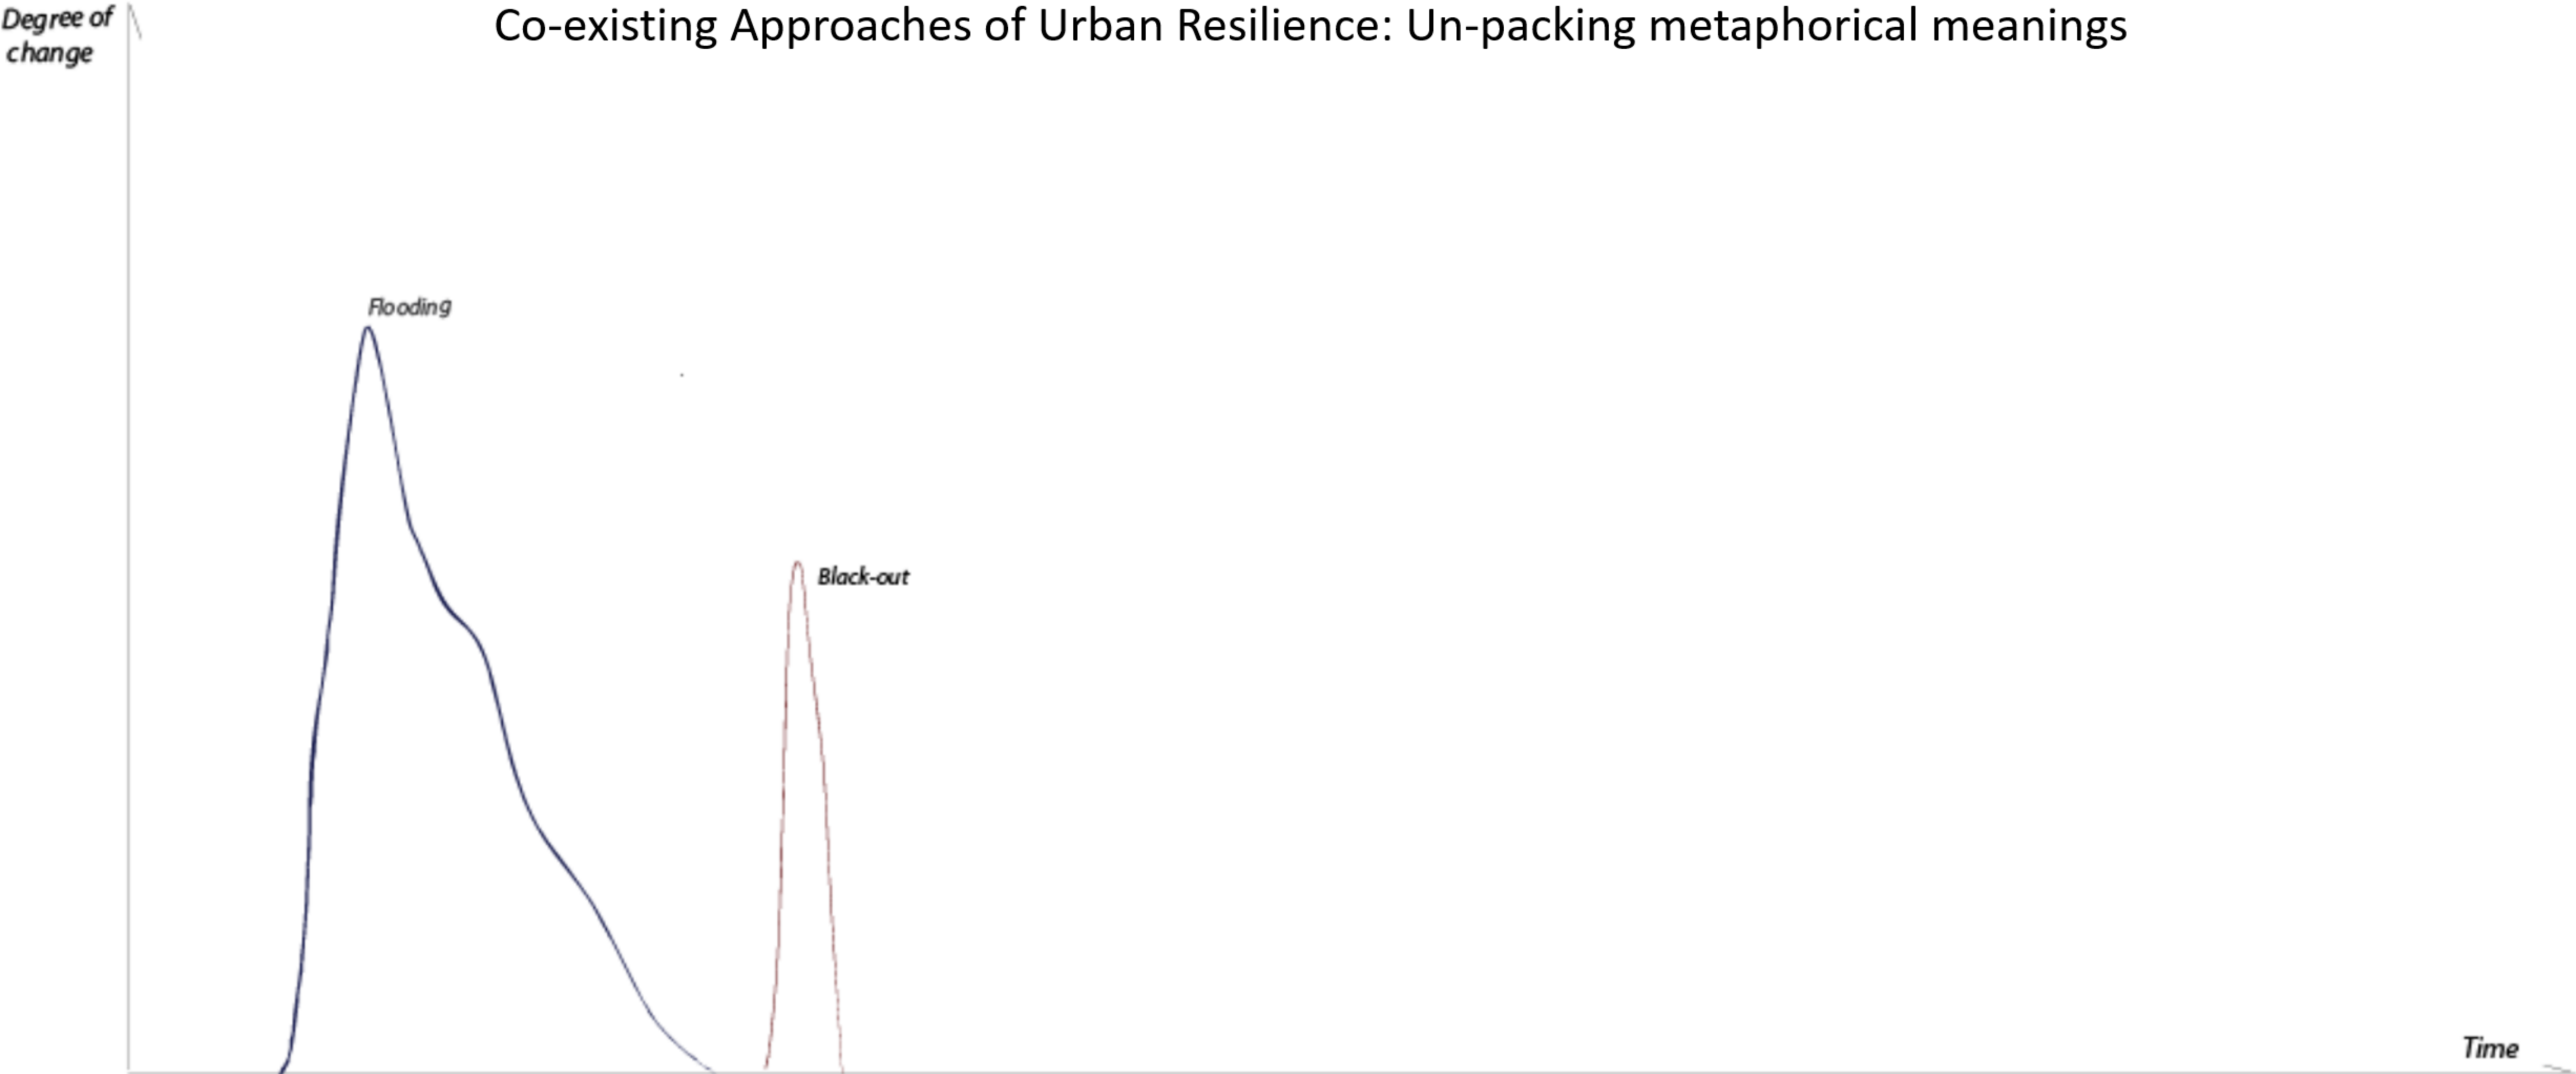 Co-existing Approaches of Urban Resilience: Un-packing metaphorical meanings
Degree of
change
Flooding
Black-out
Time